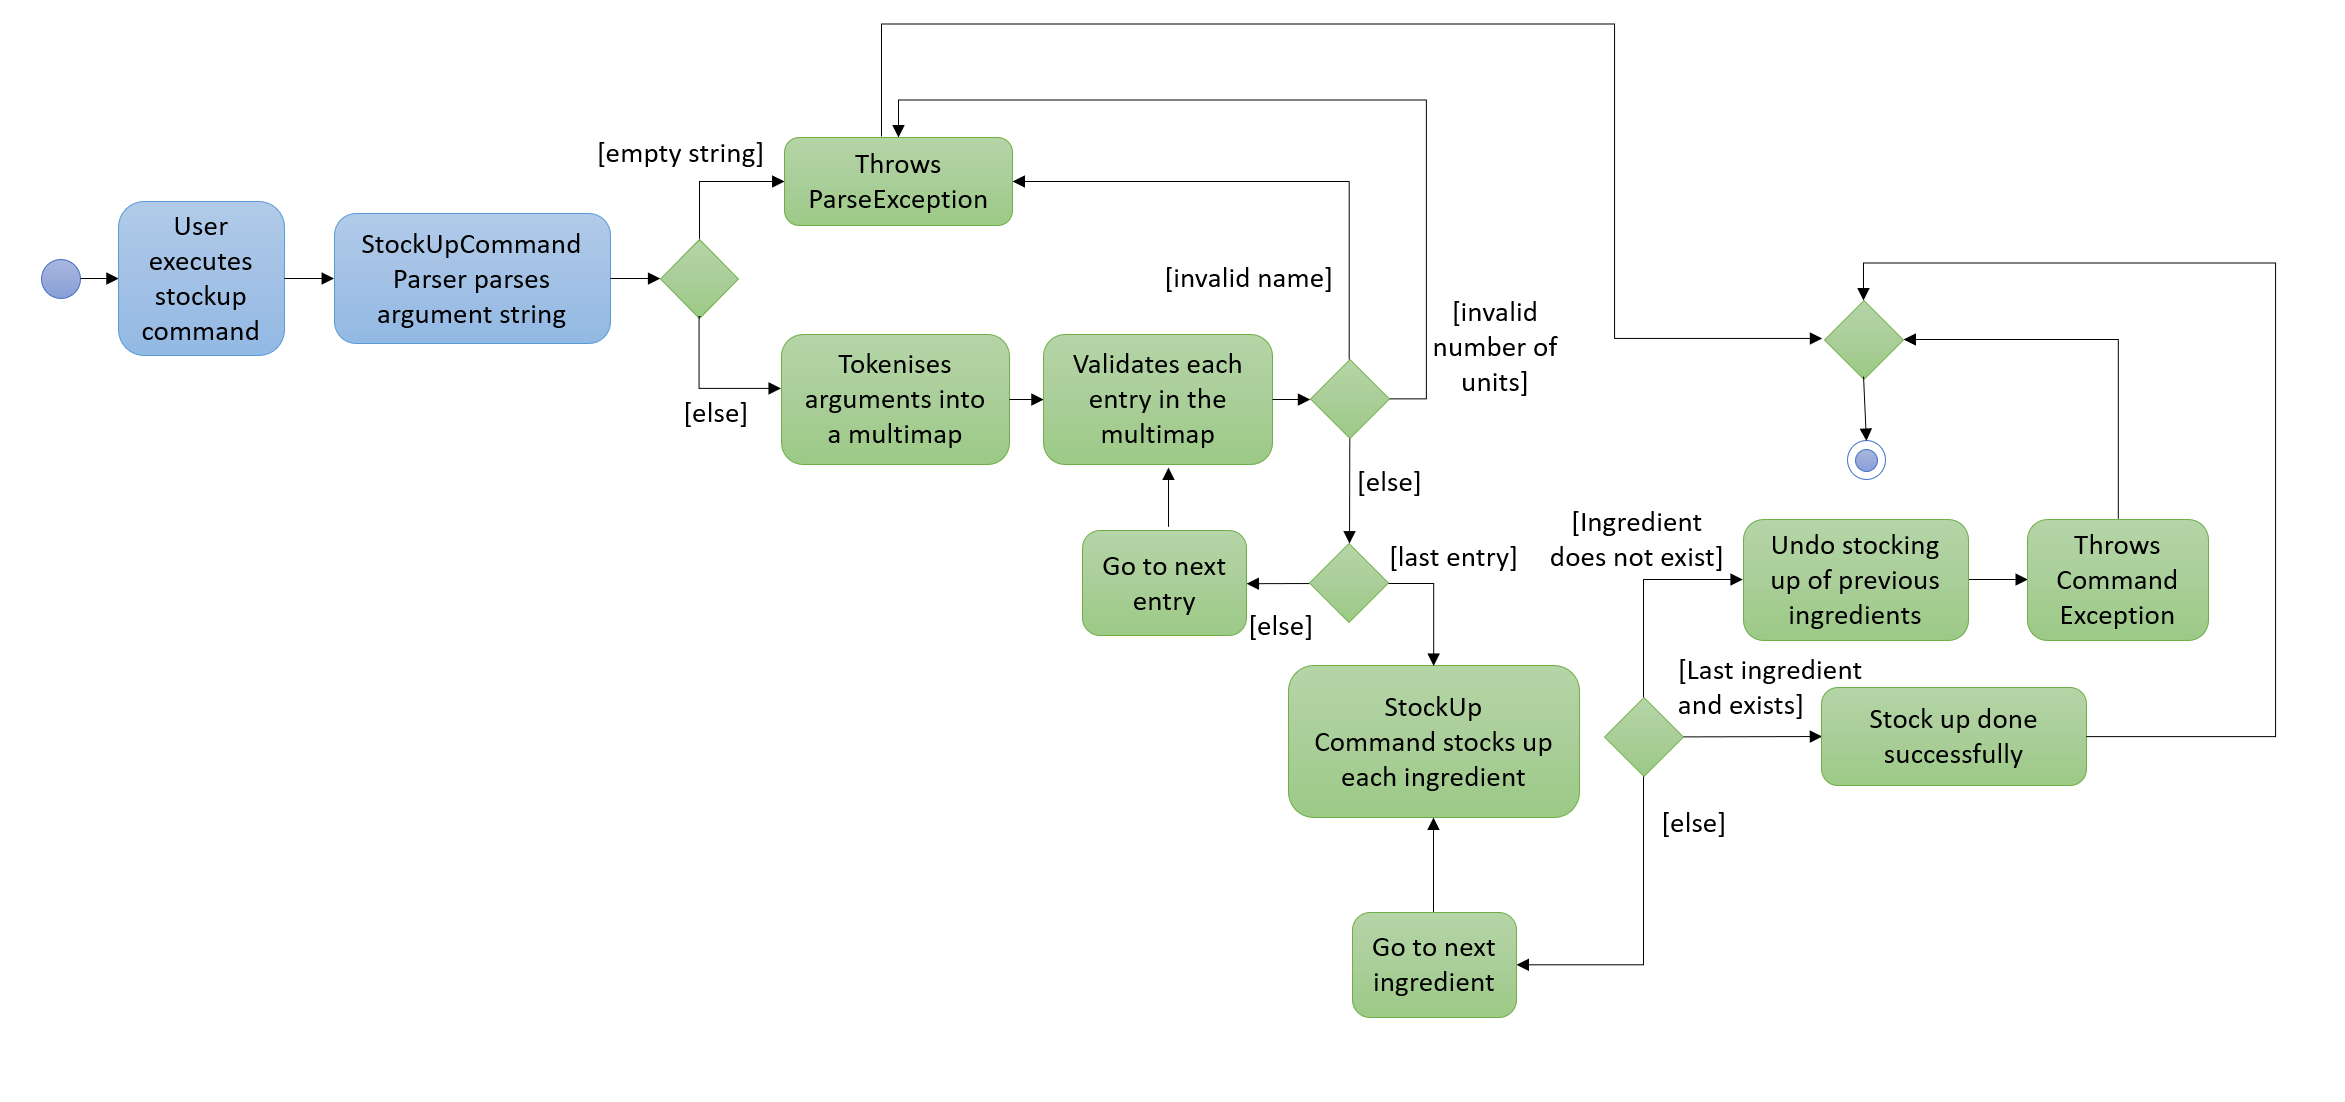 User
executes
stockup
command
StockUpCommand
Parser parses
argument string
[empty string]
[else]
Throws
ParseException
Tokenises
arguments into
a multimap
Validates each
entry in the
multimap
[invalid name]
[invalid
number of
units]
[else]
Go to next
entry
[else]
[last entry]
StockUp
Command stocks up
each ingredient
Go to next
ingredient
[Ingredient
does not exist]
[Last ingredient
and exists]
[else]
Undo stocking
up of previous
ingredients
Throws
Command
Exception
Stock up done
successfully